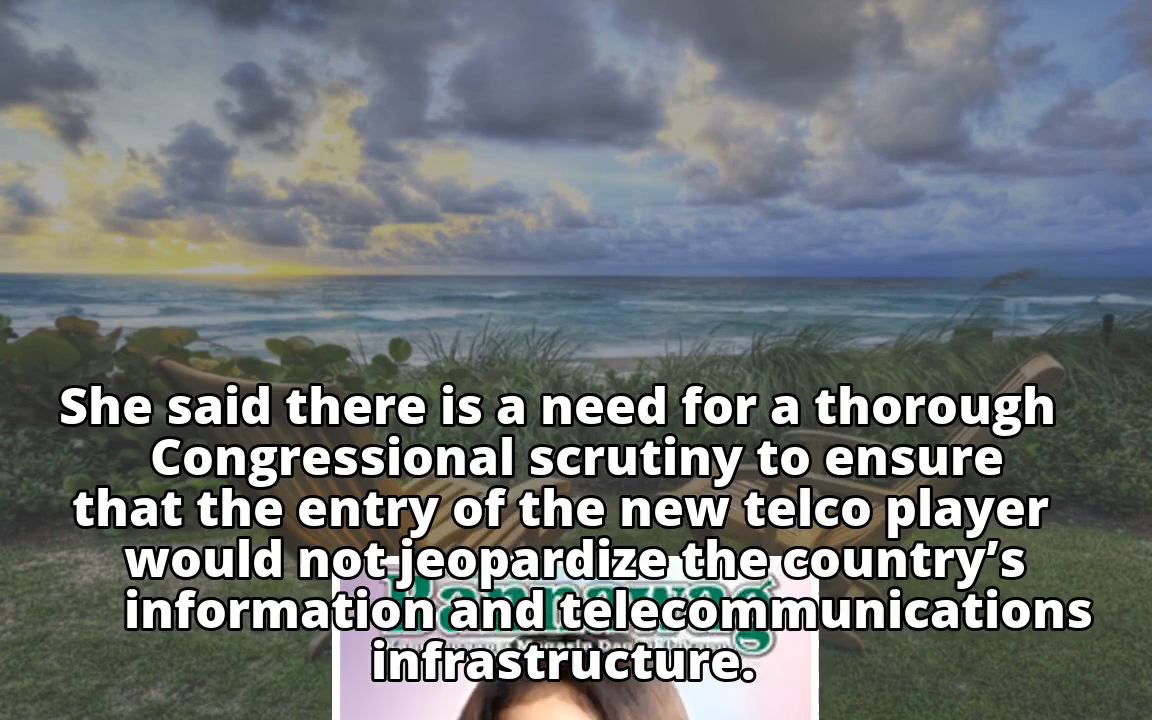 She said there is a need for a thorough
Congressional scrutiny to ensure
that the entry of the new telco player
would not jeopardize the country’s
information and telecommunications
infrastructure.